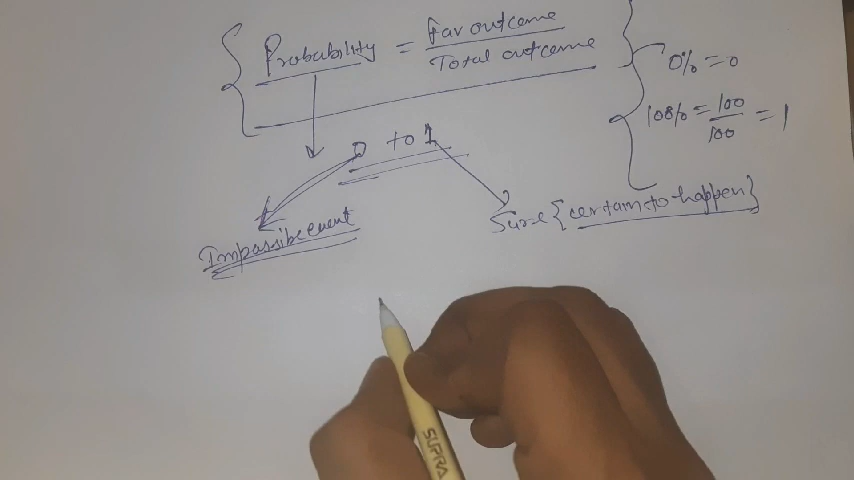 Probability = Fav outcome / Total outcome
0% = 0
100% = 100/100 = 1
0 to 1
Sure {certain to happen}
Impossible event
SUPRA